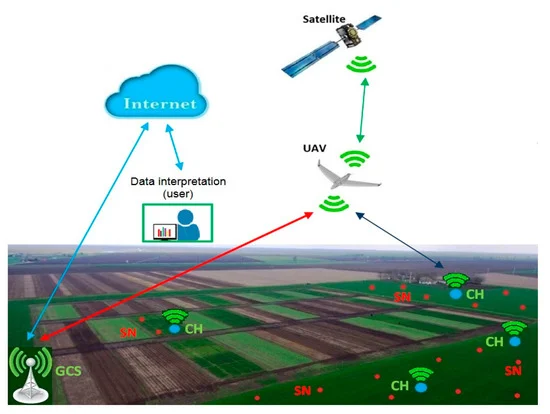 Satellite
Internet
UAV
Data interpretation
(user)
SN
CH
SN
CH
CH
GCS
SN
CH
SN